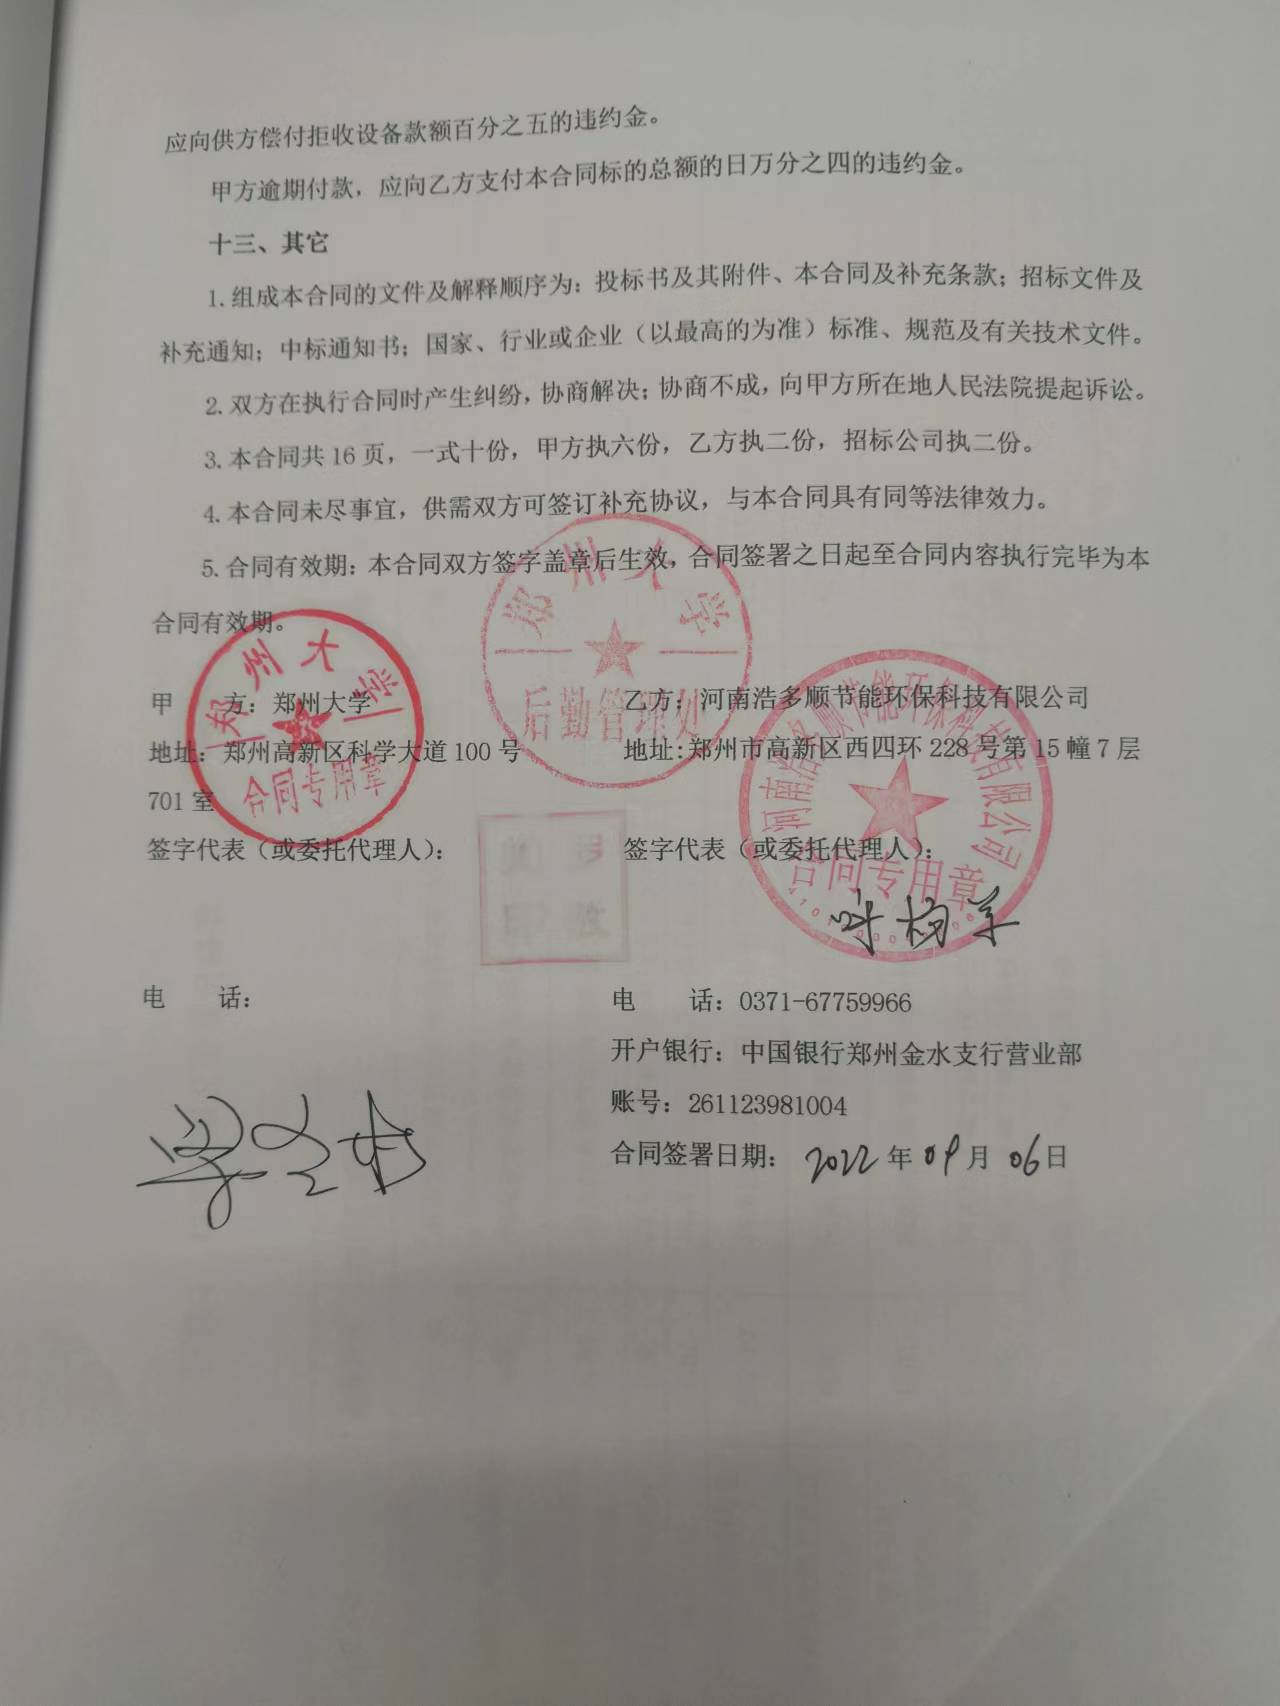 应向供方偿付拒收设备款额百分之五的违约金。
甲方逾期付款，应向乙方支付本合同标的总额的日万分之四的违约金。
十三、其它
1.组成本合同的文件及解释顺序为：投标书及其附件、本合同及补充条款；招标文件及
补充通知；中标通知书；国家、行业或企业（以最高的为准）标准、规范及有关技术文件。
2.双方在执行合同时产生纠纷，协商解决；协商不成，向甲方所在地人民法院提起诉讼。
3.本合同共16页，一式十份，甲方执六份，乙方执二份，招标公司执二份。
4.本合同未尽事宜，供需双方可签订补充协议，与本合同具有同等法律效力。
5.合同有效期：本合同双方签字盖章后生效，合同签署之日起至合同内容执行完毕为本
合同有效期。
郑州大学
合同专用章
郑州大学
后勤管理处
河南浩多顺节能环保科技有限公司
合同专用章
甲 方：郑州大学 乙方：河南浩多顺节能环保科技有限公司
地址：郑州高新区科学大道100号 地址：郑州市高新区西四环228号第15幢7层
701室
签字代表（或委托代理人）： 签字代表（或委托代理人）：
电 话： 电 话：0371-67759966
开户银行：中国银行郑州金水支行营业部
账号：261123981004
合同签署日期：2022年09月06日